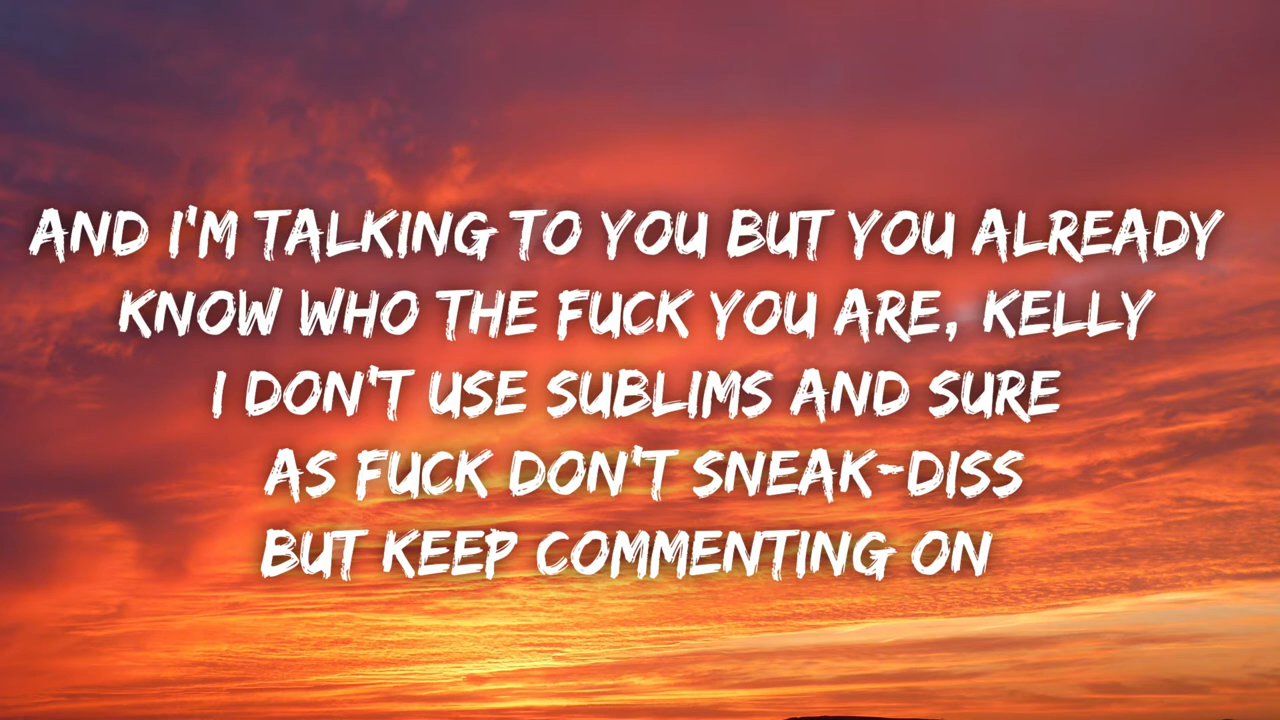 AND I'M TALKING TO YOU BUT YOU ALREADY
KNOW WHO THE FUCK YOU ARE, KELLY
I DON'T USE SUBLIMS AND SURE
AS FUCK DON'T SNEAK-DISS
BUT KEEP COMMENTING ON